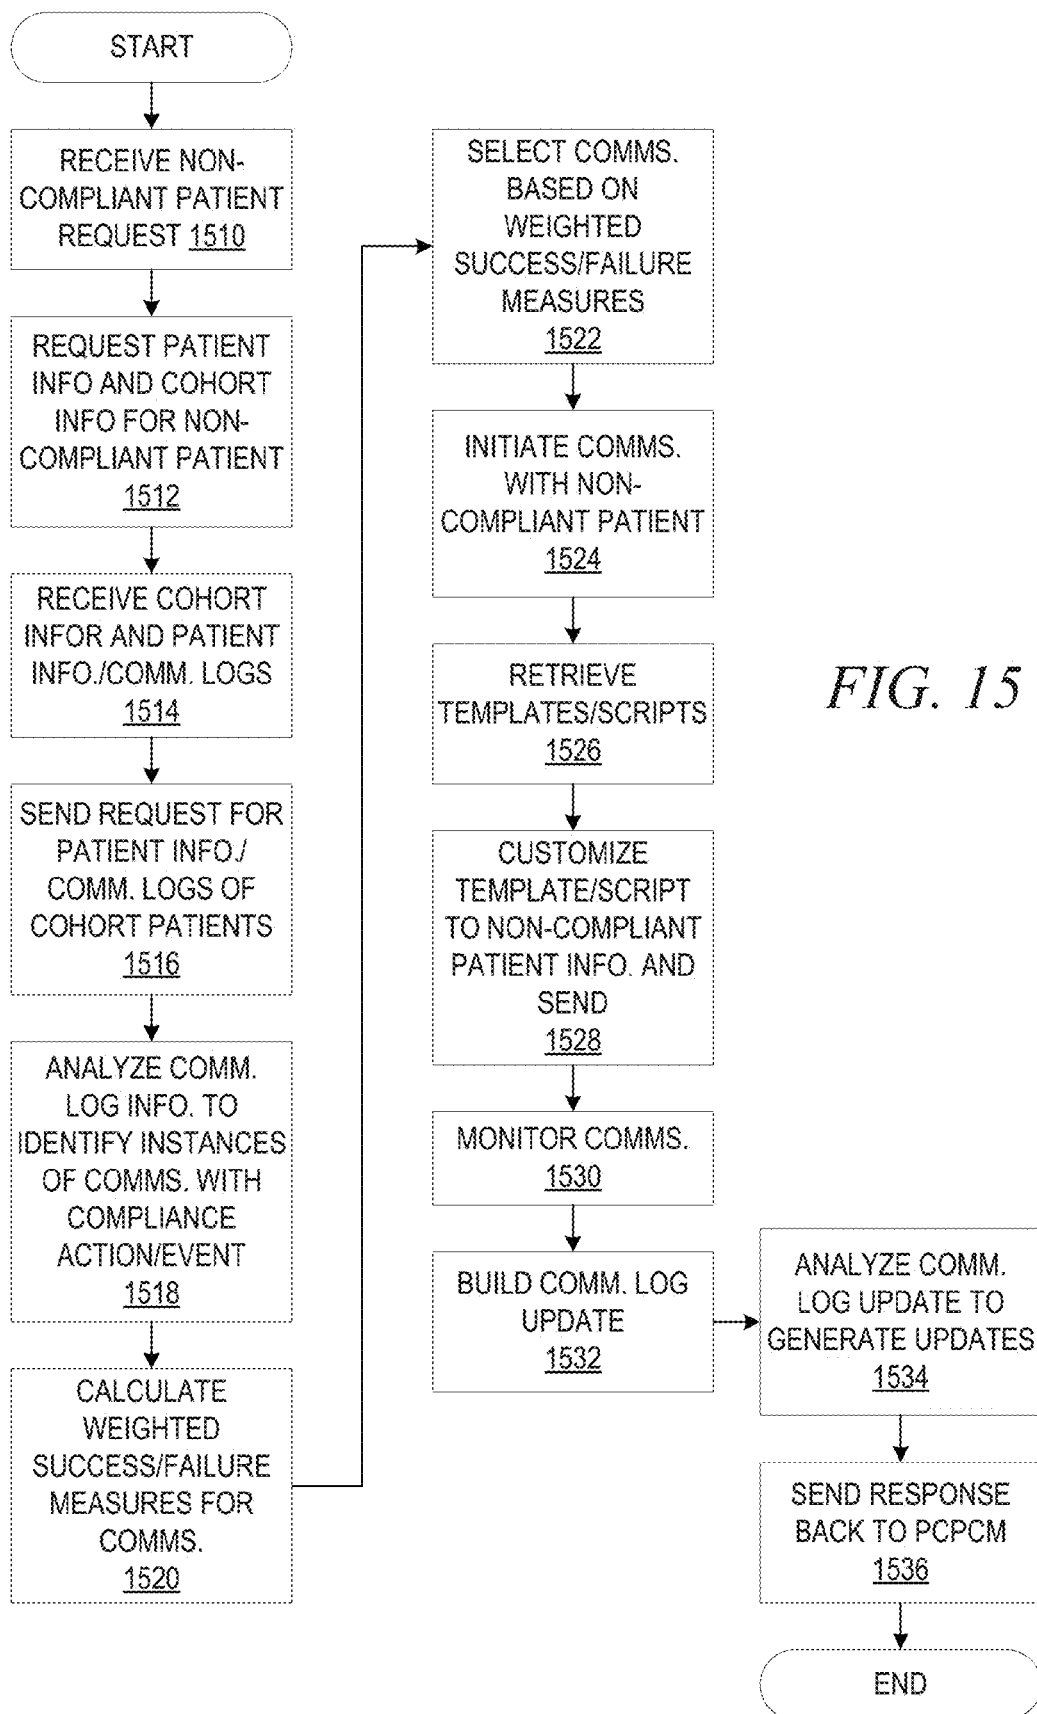 START
RECEIVE NON-
COMPLIANT PATIENT
REQUEST 1510
REQUEST PATIENT
INFO AND COHORT
INFO FOR NON-
COMPLIANT PATIENT
1512
RECEIVE COHORT
INFOR AND PATIENT
INFO./COMM. LOGS
1514
SEND REQUEST FOR
PATIENT INFO./
COMM. LOGS OF
COHORT PATIENTS
1516
ANALYZE COMM.
LOG INFO. TO
IDENTIFY INSTANCES
OF COMMS. WITH
COMPLIANCE
ACTION/EVENT
1518
CALCULATE
WEIGHTED
SUCCESS/FAILURE
MEASURES FOR
COMMS.
1520
SELECT COMMS.
BASED ON
WEIGHTED
SUCCESS/FAILURE
MEASURES
1522
INITIATE COMMS.
WITH NON-
COMPLIANT PATIENT
1524
RETRIEVE
TEMPLATES/SCRIPTS
1526
CUSTOMIZE
TEMPLATE/SCRIPT
TO NON-COMPLIANT
PATIENT INFO. AND
SEND
1528
MONITOR COMMS.
1530
BUILD COMM. LOG
UPDATE
1532
ANALYZE COMM.
LOG UPDATE TO
GENERATE UPDATES
1534
SEND RESPONSE
BACK TO PCPCM
1536
END
FIG. 15